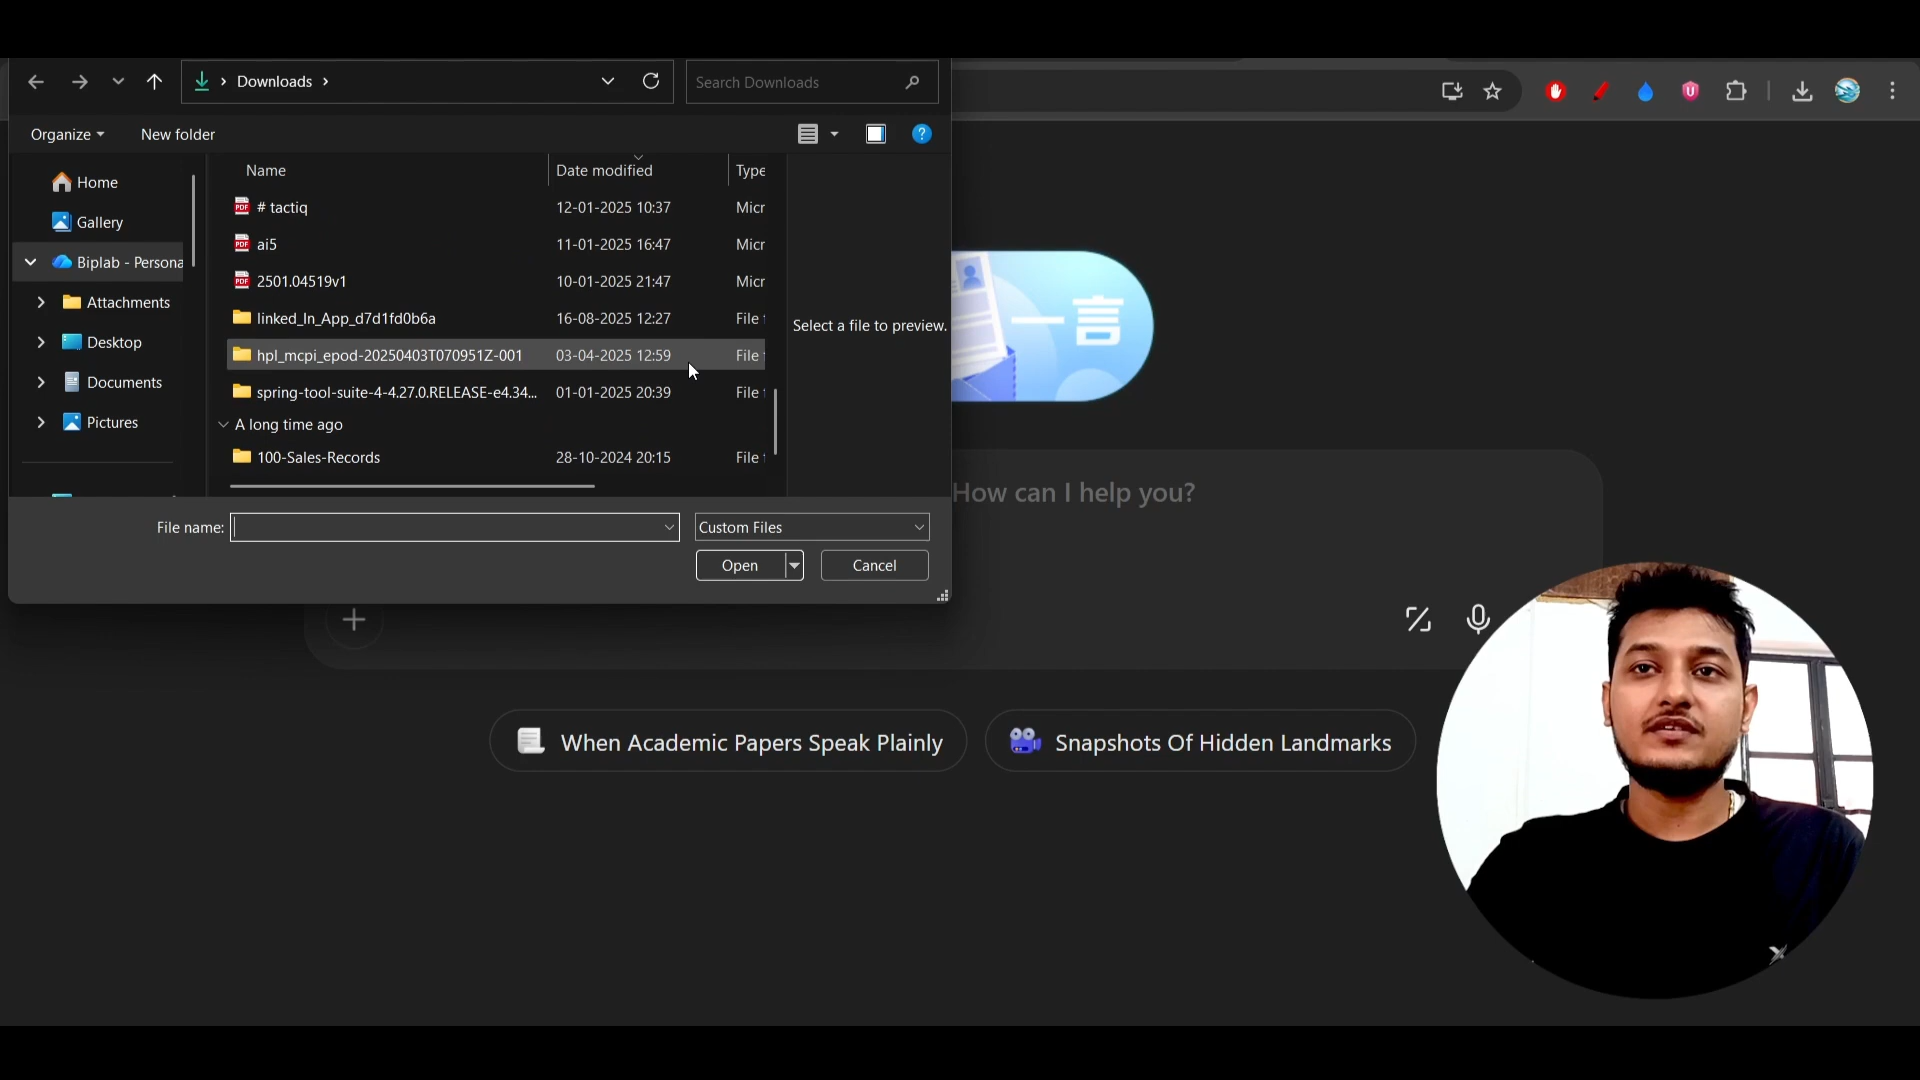 Downloads
Search Downloads
Organize
New folder
Name
Date modified
Type
Home
Gallery
Biplab - Persona
Attachments
Desktop
Documents
Pictures
# tactiq 12-01-2025 10:37 Micr
ai5 11-01-2025 16:47 Micr
2501.04519v1 10-01-2025 21:47 Micr
linked_In_App_d7d1fd0b6a 16-08-2025 12:27 File
hpl_mcpi_epod-20250403T070951Z-001 03-04-2025 12:59 File
spring-tool-suite-4-4.27.0.RELEASE-e4.34... 01-01-2025 20:39 File
A long time ago
100-Sales-Records 28-10-2024 20:15 File
Select a file to preview.
一言
File name:
Custom Files
Open
Cancel
How can I help you?
When Academic Papers Speak Plainly
Snapshots Of Hidden Landmarks